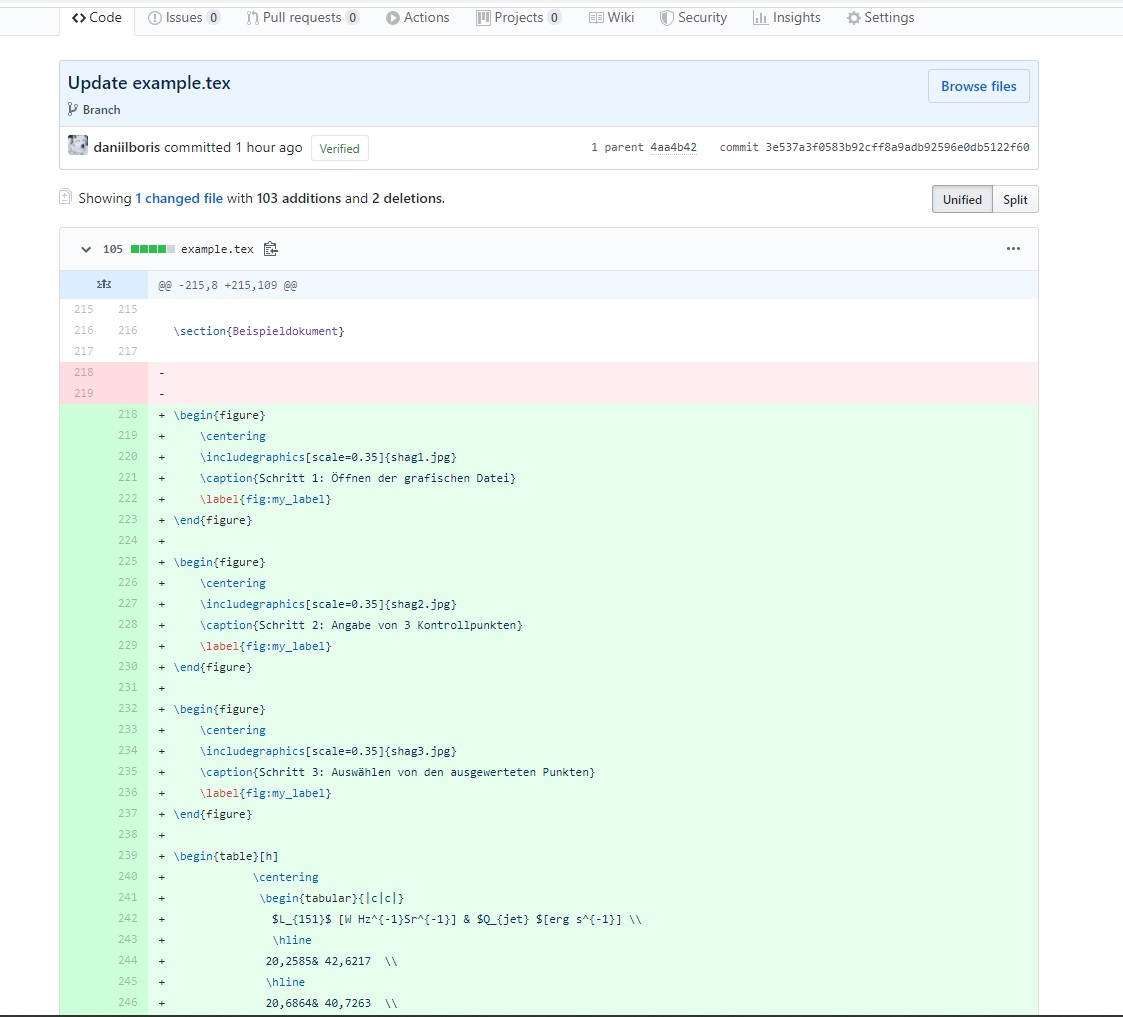 Code Issues 0 Pull requests 0 Actions Projects 0 Wiki Security Insights Settings
Update example.tex
Browse files
Branch
daniilboris committed 1 hour ago Verified 1 parent 4aa4b42 commit 3e537a3f0583b92cff8a9adb92596e0db5122f60
Showing 1 changed file with 103 additions and 2 deletions. Unified Split
105 example.tex
@@ -215,8 +215,109 @@
215 215
216 216 \section{Beispieldokument}
217 217
218 -
219 -
218 + \begin{figure}
219 + \centering
220 + \includegraphics[scale=0.35]{shag1.jpg}
221 + \caption{Schritt 1: Öffnen der grafischen Datei}
222 + \label{fig:my_label}
223 + \end{figure}
224 +
225 + \begin{figure}
226 + \centering
227 + \includegraphics[scale=0.35]{shag2.jpg}
228 + \caption{Schritt 2: Angabe von 3 Kontrollpunkten}
229 + \label{fig:my_label}
230 + \end{figure}
231 +
232 + \begin{figure}
233 + \centering
234 + \includegraphics[scale=0.35]{shag3.jpg}
235 + \caption{Schritt 3: Auswählen von den ausgewerteten Punkten}
236 + \label{fig:my_label}
237 + \end{figure}
238 +
239 + \begin{table}[h]
240 + \centering
241 + \begin{tabular}{|c|c|}
242 + $L_{151}$ [W Hz^{-1}Sr^{-1}] & $Q_{jet} $[erg s^{-1}] \\
243 + \hline
244 + 20,2585& 42,6217 \\
245 + \hline
246 + 20,6864& 40,7263 \\